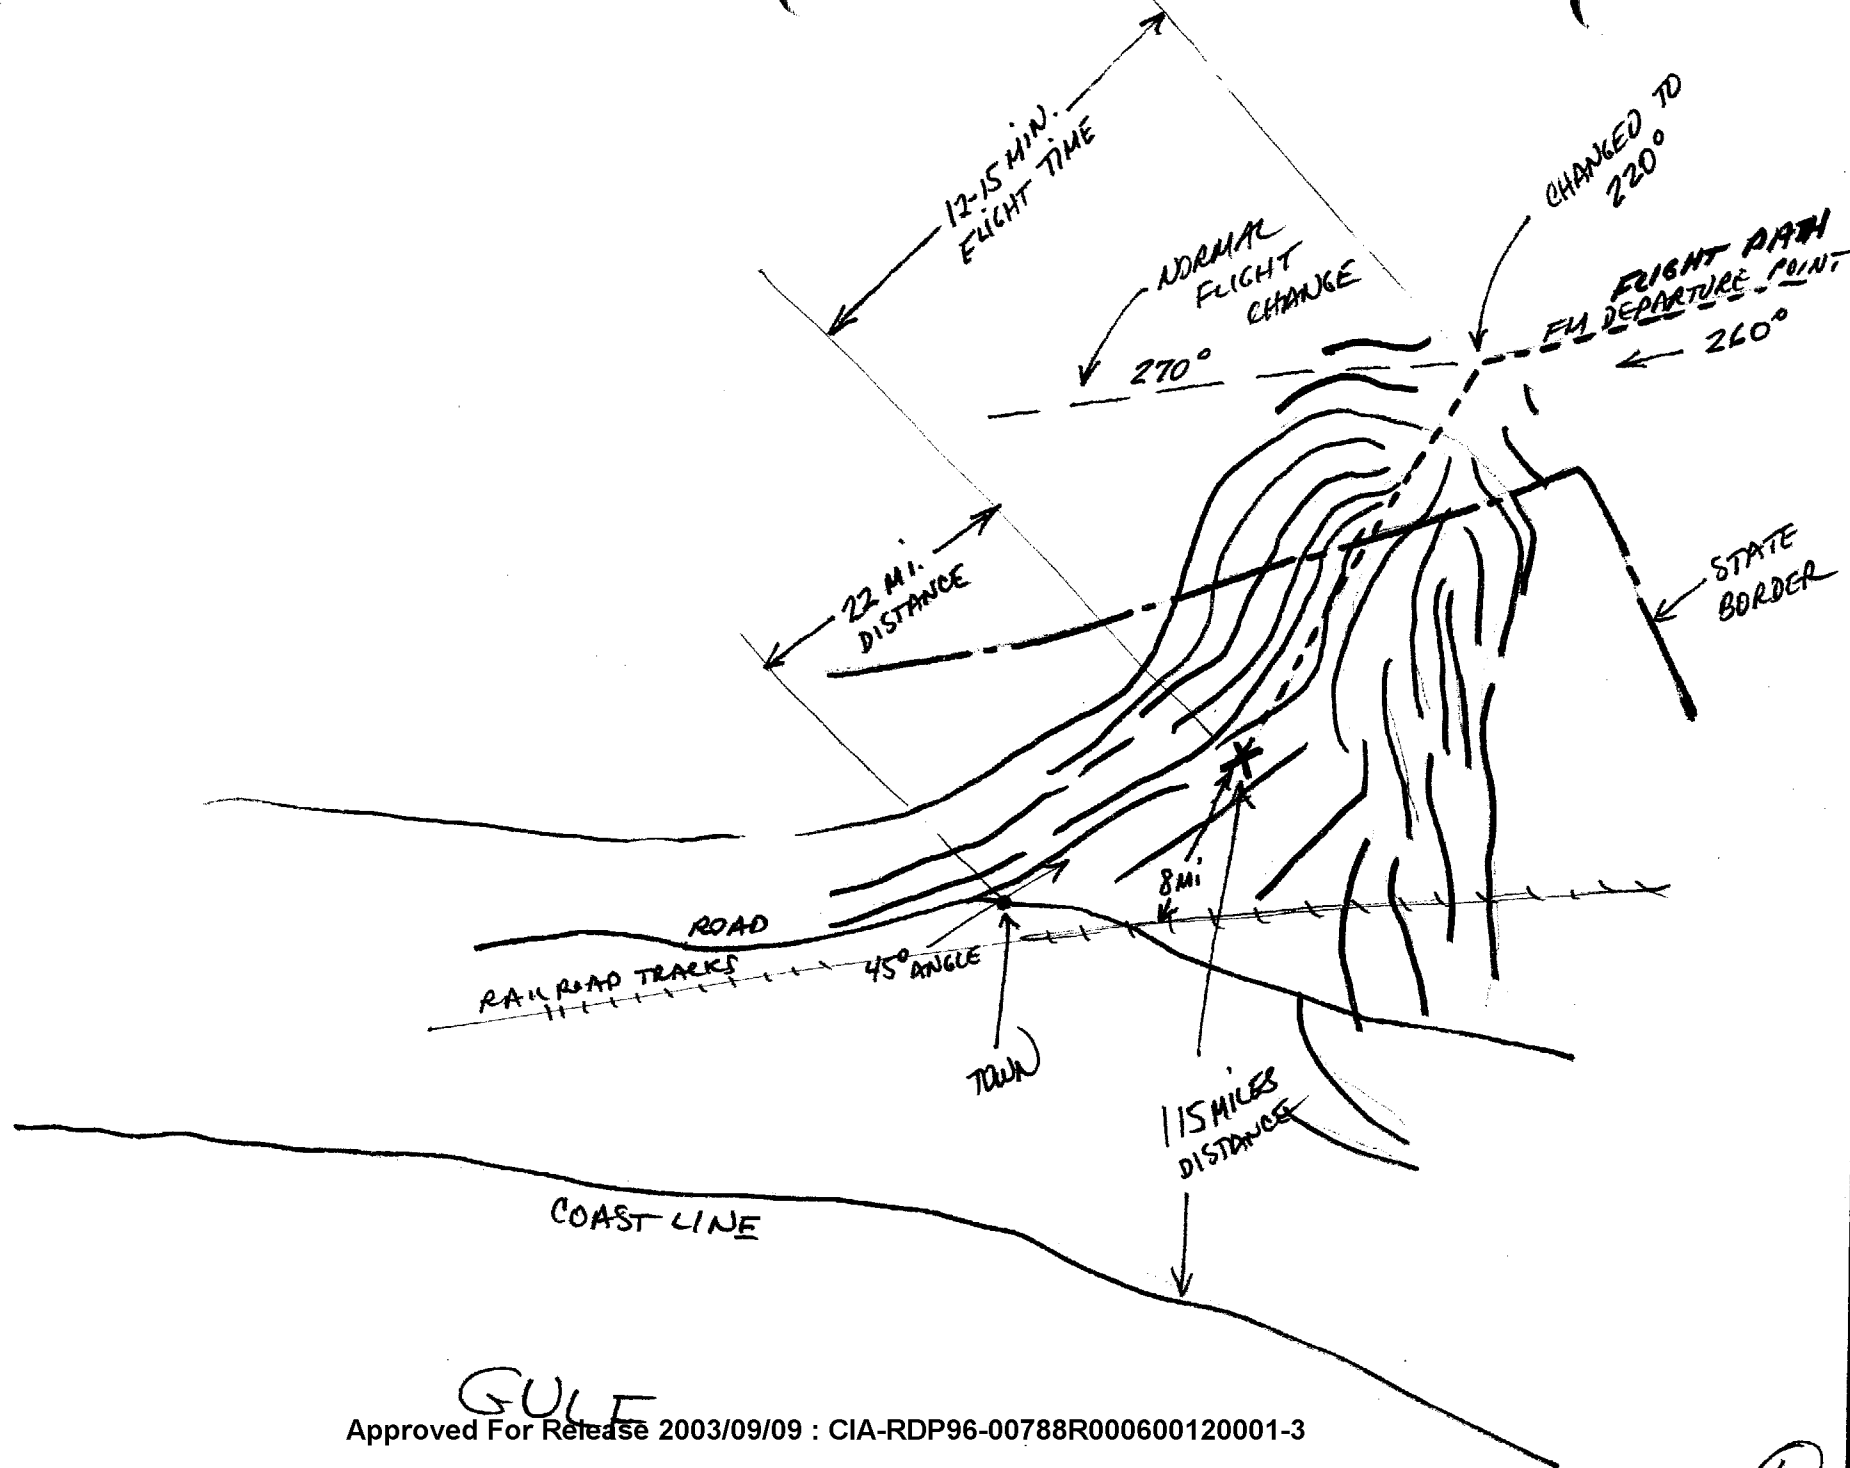 12-15 MIN.
FLIGHT TIME
CHANGED TO
220°
NORMAL
FLIGHT
CHANGE
FLIGHT PATH
FM DEPARTURE POINT
270°
260°
22 MI.
DISTANCE
STATE
BORDER
8 Mi
ROAD
RAILROAD TRACKS
45° ANGLE
TOWN
115 MILES
DISTANCE
COAST LINE
GULF
Approved For Release 2003/09/09 : CIA-RDP96-00788R000600120001-3